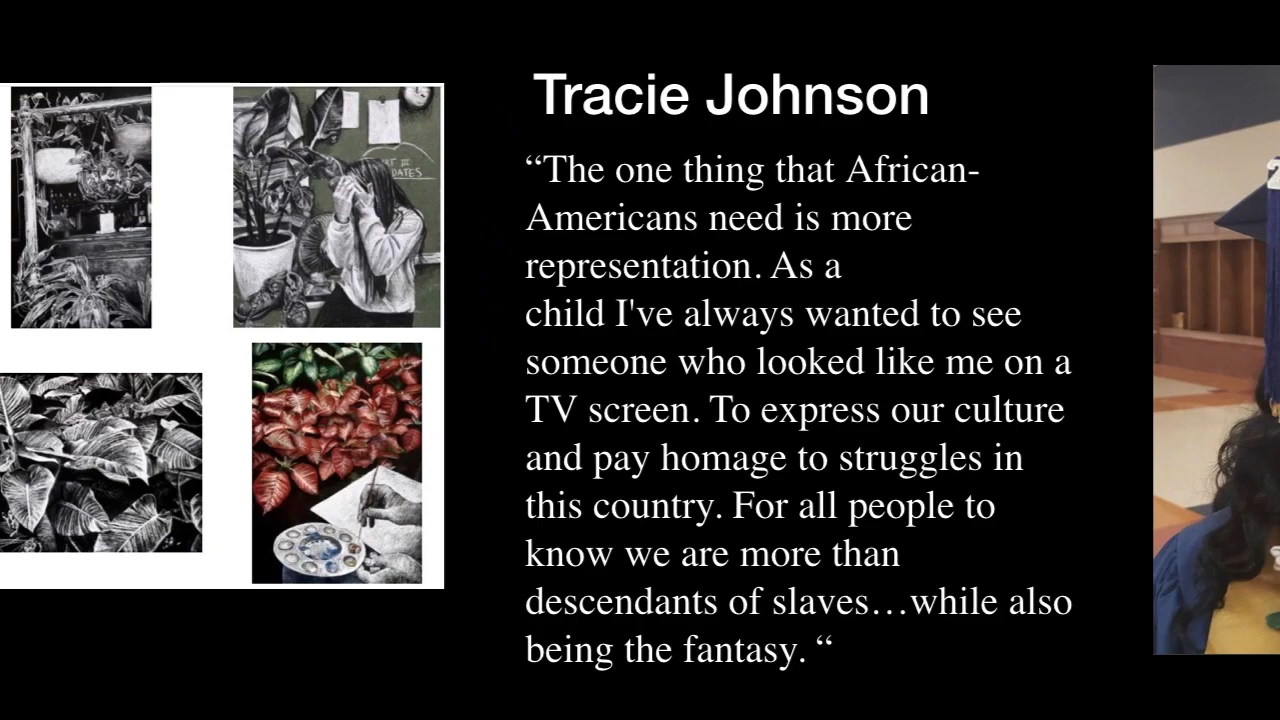 Tracie Johnson
“The one thing that African-
Americans need is more
representation. As a
child I've always wanted to see
someone who looked like me on a
TV screen. To express our culture
and pay homage to struggles in
this country. For all people to
know we are more than
descendants of slaves…while also
being the fantasy. “
DATES
2